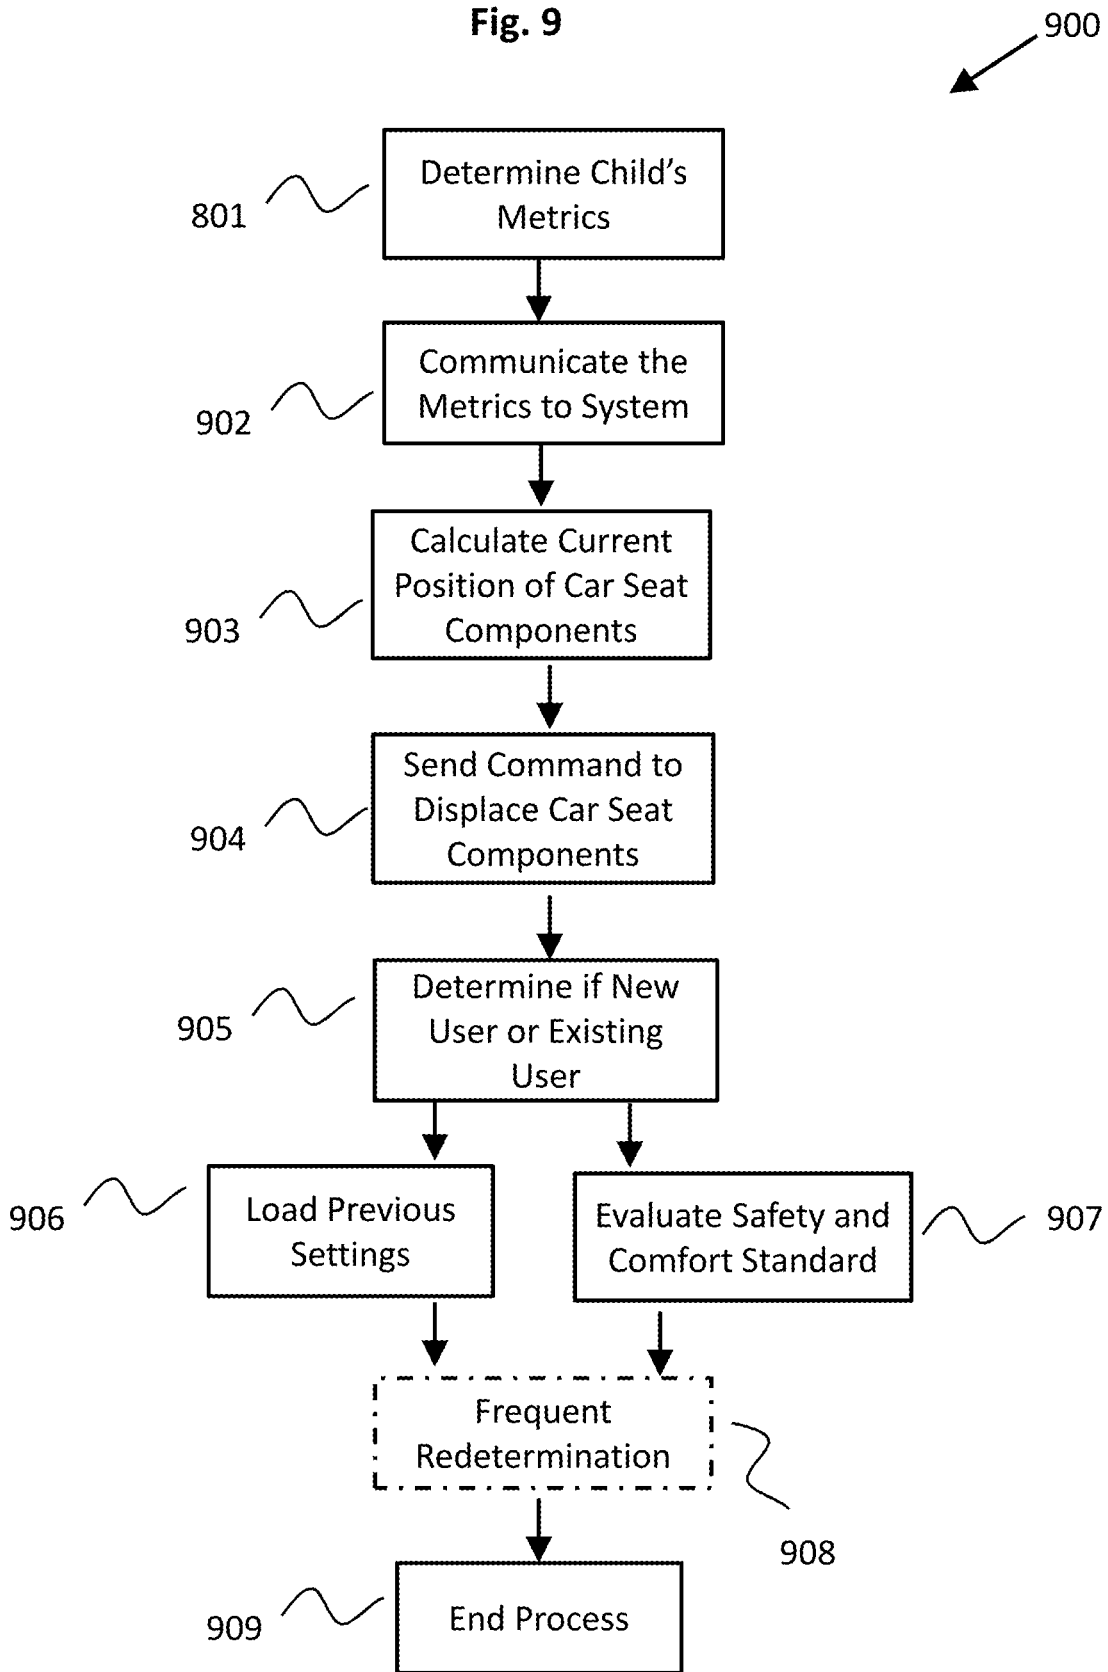 Fig. 9
900
Determine Child's
Metrics
801
Communicate the
Metrics to System
902
Calculate Current
Position of Car Seat
Components
903
Send Command to
Displace Car Seat
Components
904
Determine if New
User or Existing
User
905
Load Previous
Settings
906
Evaluate Safety and
Comfort Standard
907
Frequent
Redetermination
908
End Process
909